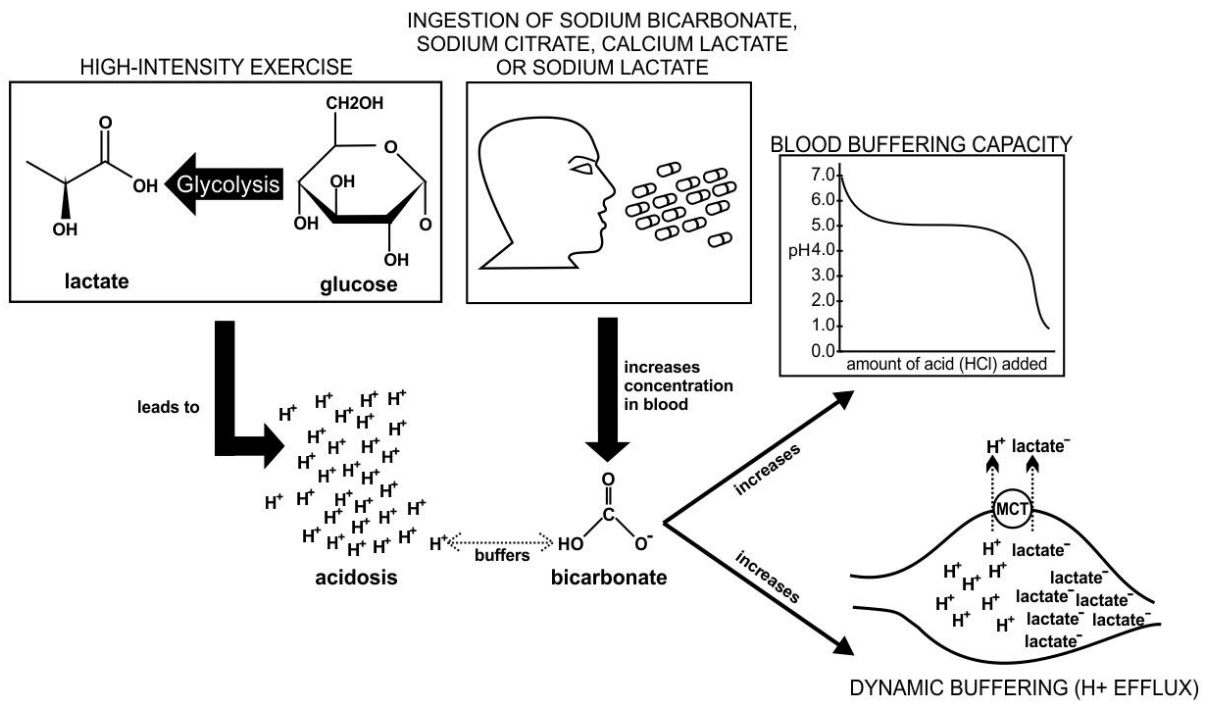 INGESTION OF SODIUM BICARBONATE,
SODIUM CITRATE, CALCIUM LACTATE
OR SODIUM LACTATE
HIGH-INTENSITY EXERCISE
O
OH
OH
lactate
Glycolysis
CH2OH
O
OH
OH
O
OH
glucose
BLOOD BUFFERING CAPACITY
7.0
6.0
5.0
pH4.0
3.0
2.0
1.0
0.0
amount of acid (HCl) added
leads to
increases
concentration
in blood
H⁺ H⁺ H⁺ H⁺
H⁺ H⁺ H⁺ H⁺
H⁺ H⁺ H⁺
H⁺ H⁺ H⁺ H⁺
H⁺ H⁺ H⁺
H⁺ H⁺ H⁺ H⁺
H⁺ H⁺ H⁺
H⁺ H⁺ H⁺ H⁺ H⁺
H⁺
acidosis
buffers
O
C
HO O⁻
bicarbonate
increases
increases
H⁺ lactate⁻
MCT
H⁺ lactate⁻
H⁺ H⁺
H⁺ lactate⁻
H⁺ H⁺ lactate⁻ lactate⁻
H⁺ H⁺ lactate⁻ lactate⁻
lactate⁻
DYNAMIC BUFFERING (H+ EFFLUX)